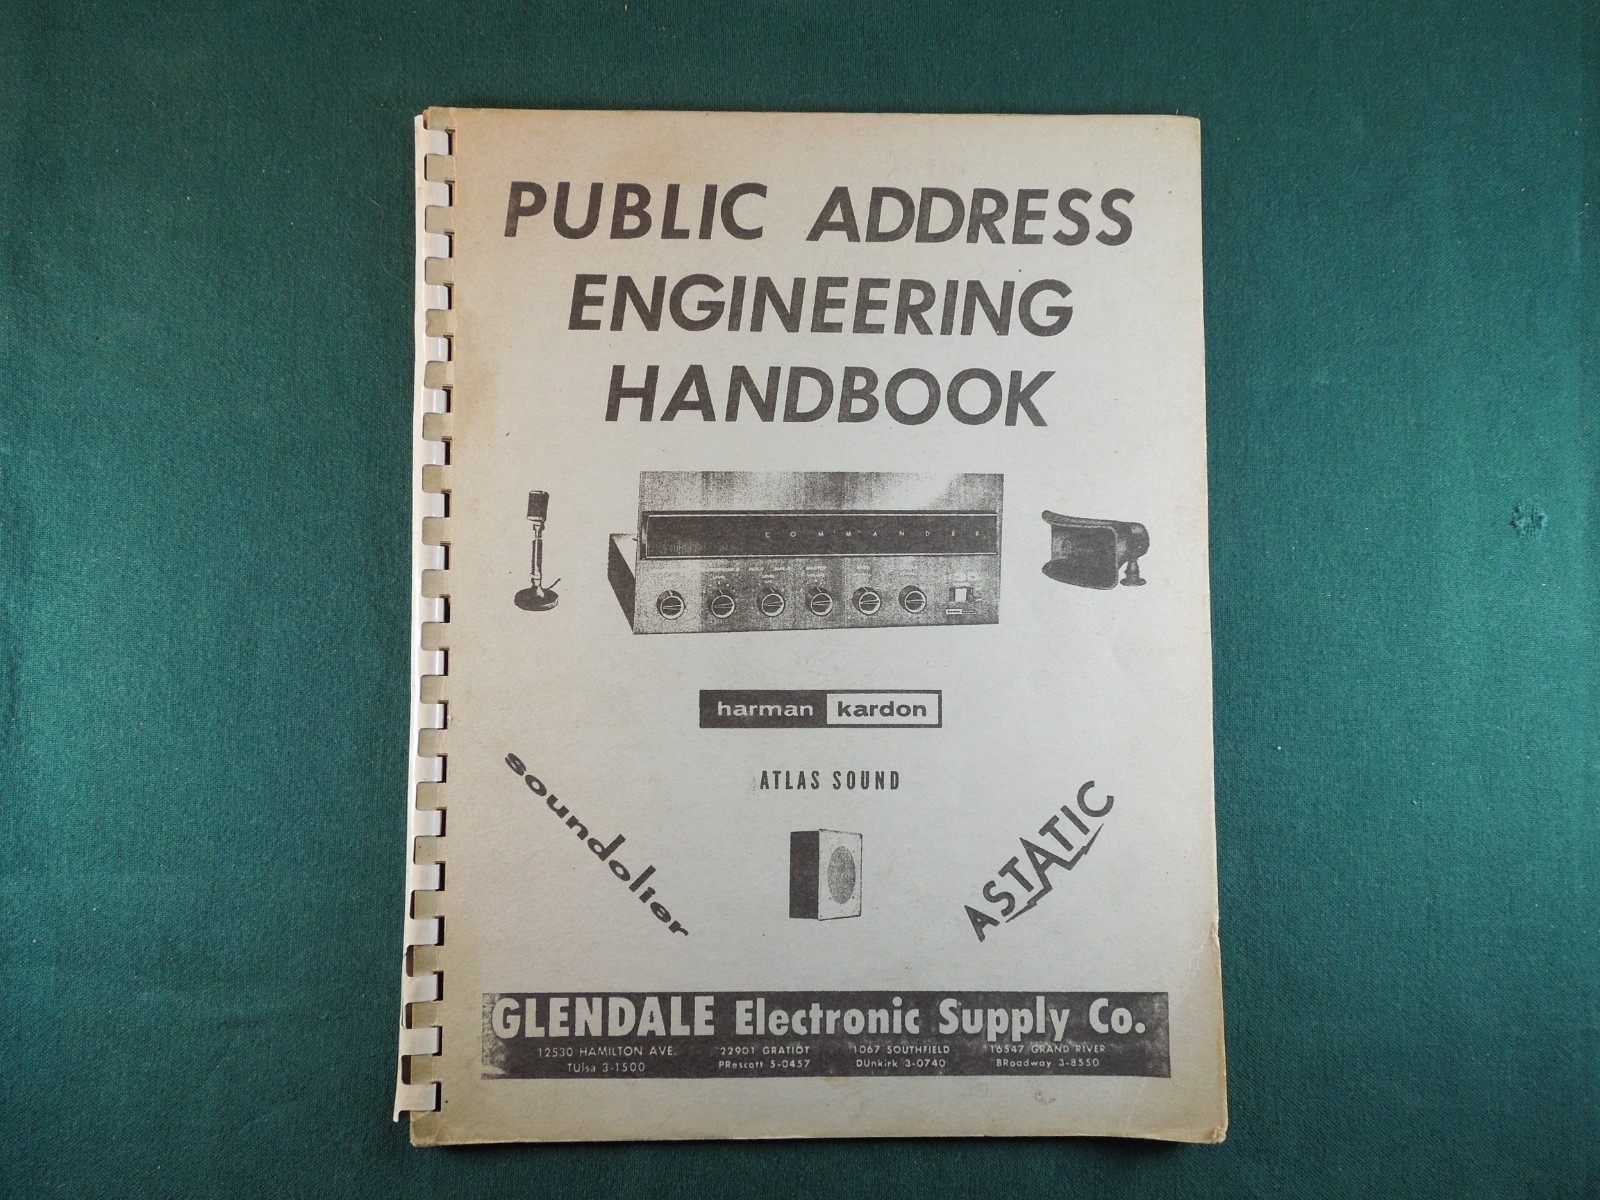 PUBLIC ADDRESS
ENGINEERING
HANDBOOK
COMMANDER
harman kardon
ATLAS SOUND
soundolier
ASTATIC
GLENDALE Electronic Supply Co.
12530 HAMILTON AVE. 22901 GRATIOT 1067 SOUTHFIELD 16547 GRAND RIVER
TUlsa 3-1500 PRescott 5-0457 DUnkirk 3-0740 BRoadway 3-8550